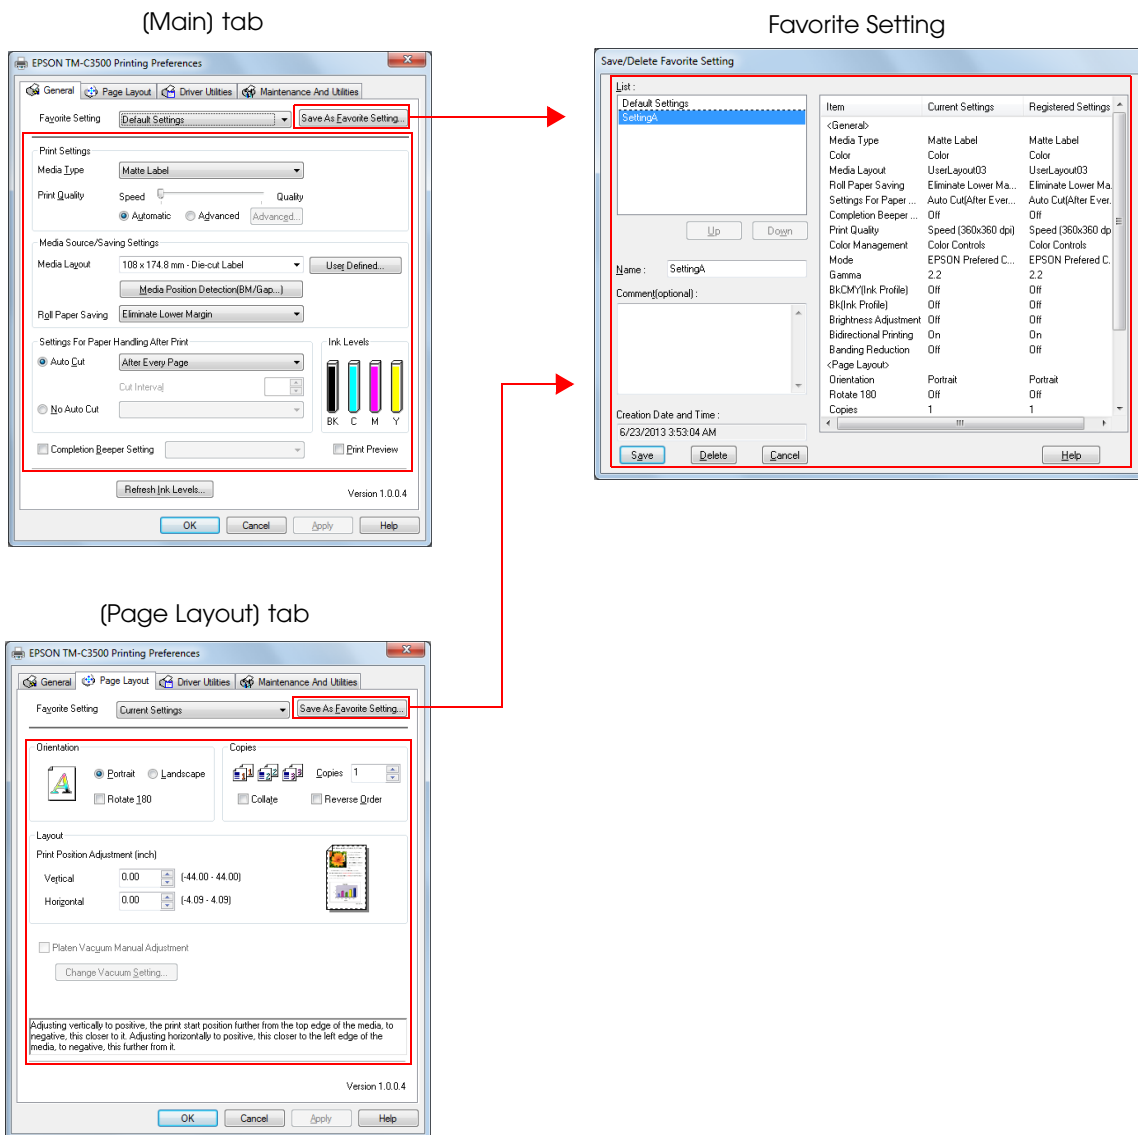 (Main) tab
EPSON TM-C3500 Printing Preferences
General
Page Layout
Driver Utilities
Maintenance And Utilities
Favorite Setting
Default Settings
Save As Favorite Setting...
Print Settings
Media Type
Matte Label
Print Quality
Speed
Quality
Automatic
Advanced
Advanced...
Media Source/Saving Settings
Media Layout
108 x 174.8 mm - Die-cut Label
User Defined...
Media Position Detection(BM/Gap...)
Roll Paper Saving
Eliminate Lower Margin
Settings For Paper Handling After Print
Auto Cut
After Every Page
Cut Interval
No Auto Cut
Ink Levels
BK C M Y
Completion Beeper Setting
Print Preview
Refresh Ink Levels...
Version 1.0.0.4
OK
Cancel
Apply
Help
Favorite Setting
Save/Delete Favorite Setting
List :
Default Settings
SettingA
Up
Down
Name :
SettingA
Comment(optional) :
Creation Date and Time :
6/23/2013 3:53:04 AM
Save
Delete
Cancel
Item Current Settings Registered Settings
<General>
Media Type Matte Label Matte Label
Color Color Color
Media Layout UserLayout03 UserLayout03
Roll Paper Saving Eliminate Lower Ma... Eliminate Lower Ma.
Settings For Paper ... Auto Cut(After Ever... Auto Cut(After Ever.
Completion Beeper ... Off Off
Print Quality Speed (360x360 dpi) Speed (360x360 dp
Color Management Color Controls Color Controls
Mode EPSON Prefered C... EPSON Prefered C.
Gamma 2.2 2.2
BkCMY(Ink Profile) Off Off
Bk(Ink Profile) Off Off
Brightness Adjustment Off Off
Bidirectional Printing On On
Banding Reduction Off Off
<Page Layout>
Orientation Portrait Portrait
Rotate 180 Off Off
Copies 1 1
Help
(Page Layout) tab
EPSON TM-C3500 Printing Preferences
General
Page Layout
Driver Utilities
Maintenance And Utilities
Favorite Setting
Current Settings
Save As Favorite Setting...
Orientation
Portrait
Landscape
Rotate 180
Copies
Copies
1
Collate
Reverse Order
Layout
Print Position Adjustment (inch)
Vertical
0.00
(-44.00 - 44.00)
Horizontal
0.00
(-4.09 - 4.09)
Platen Vacuum Manual Adjustment
Change Vacuum Setting...
Adjusting vertically to positive, the print start position further from the top edge of the media, to
negative, this closer to it. Adjusting horizontally to positive, this closer to the left edge of the
media, to negative, this further from it.
Version 1.0.0.4
OK
Cancel
Apply
Help